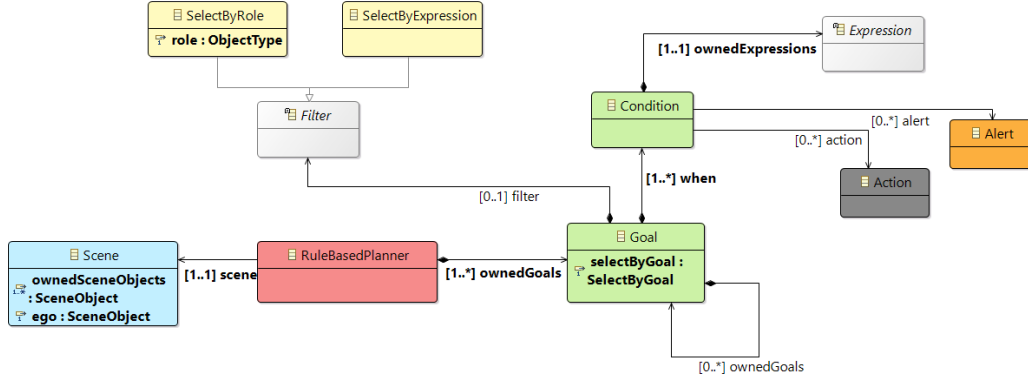 SelectByRole
role : ObjectType
SelectByExpression
Expression
[1..1] ownedExpressions
Condition
Filter
[0..*] alert
Alert
[0..*] action
Action
[1..*] when
[0..1] filter
Goal
selectByGoal :
SelectByGoal
Scene
ownedSceneObjects
1..*
: SceneObject
ego : SceneObject
[1..1] scene
RuleBasedPlanner
[1..*] ownedGoals
[0..*] ownedGoals